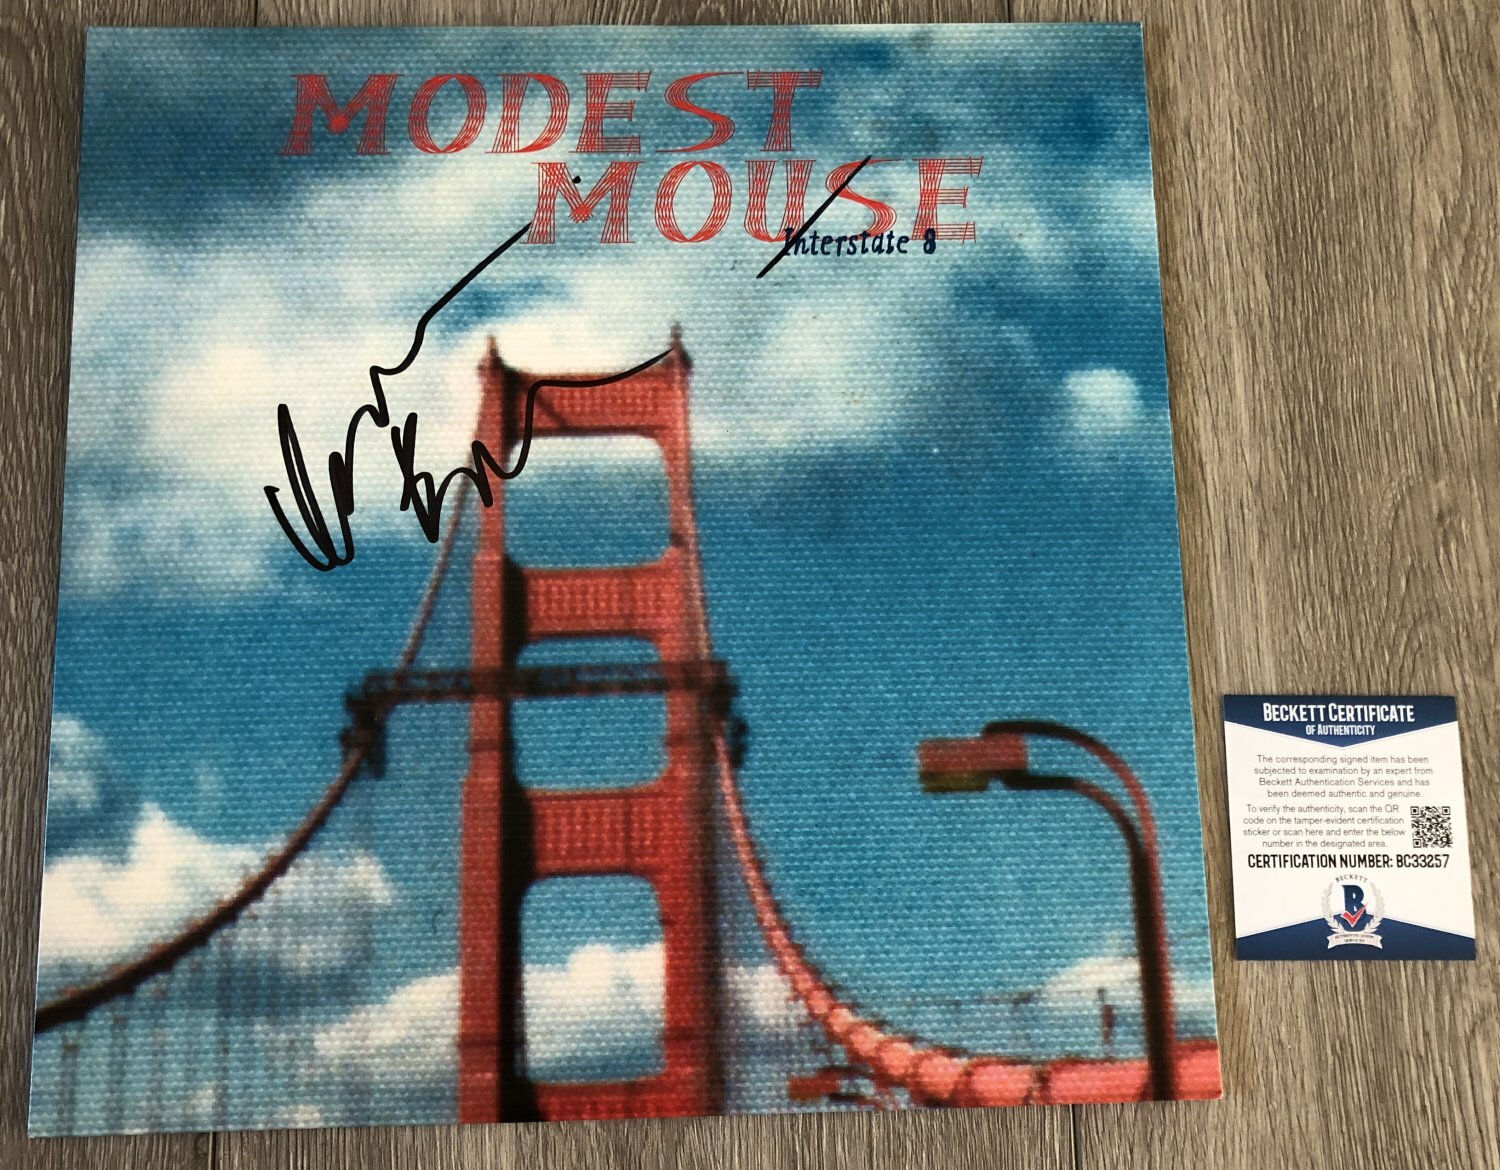 MODEST
MOUSE
Interstate 8
BECKETT CERTIFICATE
OF AUTHENTICITY
The corresponding signed item has been
subjected to examination by an expert from
Beckett Authentication Services and has
been deemed authentic and genuine.
To verify the authenticity, scan the QR
code on the tamper-evident certification
sticker or scan here and enter the below
number in the designated area.
CERTIFICATION NUMBER: BC33257
BECKETT
B
AUTHENTICATION
SERVICES